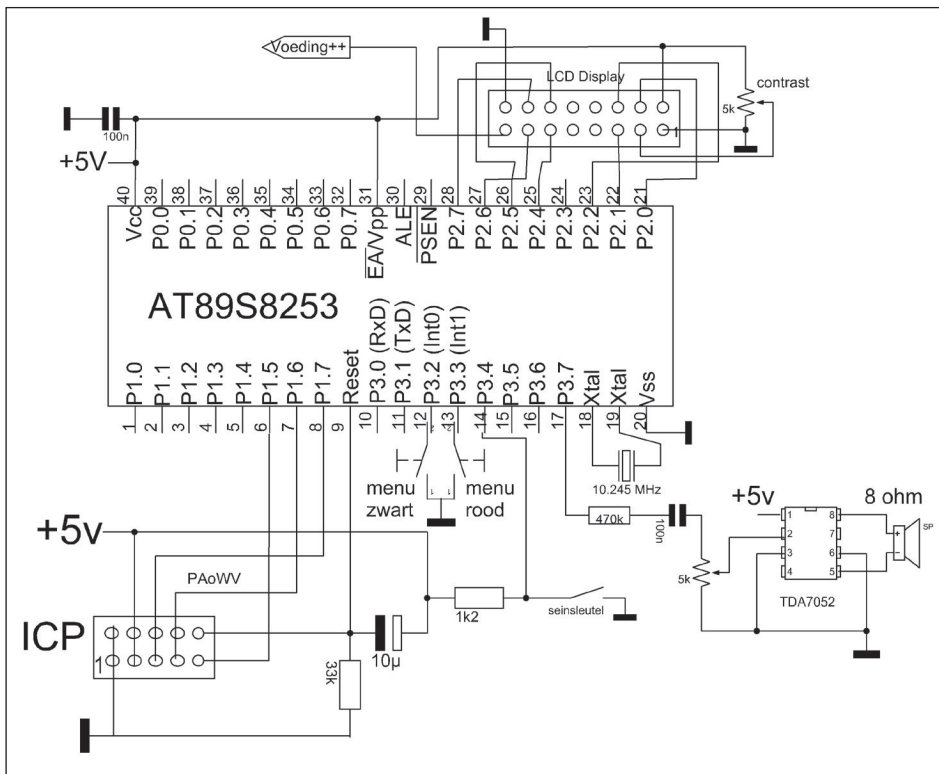 Voeding++
LCD Display
contrast
5k
1
100n
+5V
40 39 38 37 36 35 34 33 32 31 30 29 28 27 26 25 24 23 22 21
Vcc P0.0 P0.1 P0.2 P0.3 P0.4 P0.5 P0.6 P0.7 EA/Vpp ALE PSEN P2.7 P2.6 P2.5 P2.4 P2.3 P2.2 P2.1 P2.0
AT89S8253
P1.0 P1.1 P1.2 P1.3 P1.4 P1.5 P1.6 P1.7 Reset P3.0 (RxD) P3.1 (TxD) P3.2 (Int0) P3.3 (Int1) P3.4 P3.5 P3.6 P3.7 Xtal Xtal Vss
1 2 3 4 5 6 7 8 9 10 11 12 13 14 15 16 17 18 19 20
menu
zwart
menu
rood
10.245 MHz
470k
100n
+5v
8 ohm
1 8
2 7
3 6
4 5
+
-
SP
5k
TDA7052
+5v
PAoWV
1k2
seinsleutel
ICP
1
10µ
33k